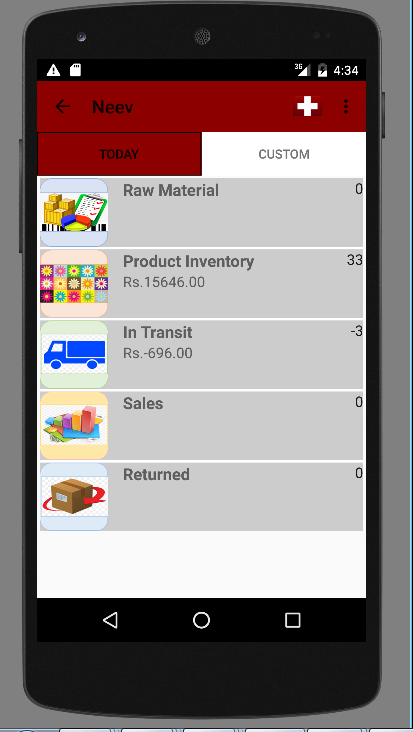 3G 4:34
Neev
TODAY CUSTOM
Raw Material 0
Product Inventory 33
Rs.15646.00
In Transit -3
Rs.-696.00
Sales 0
Returned 0